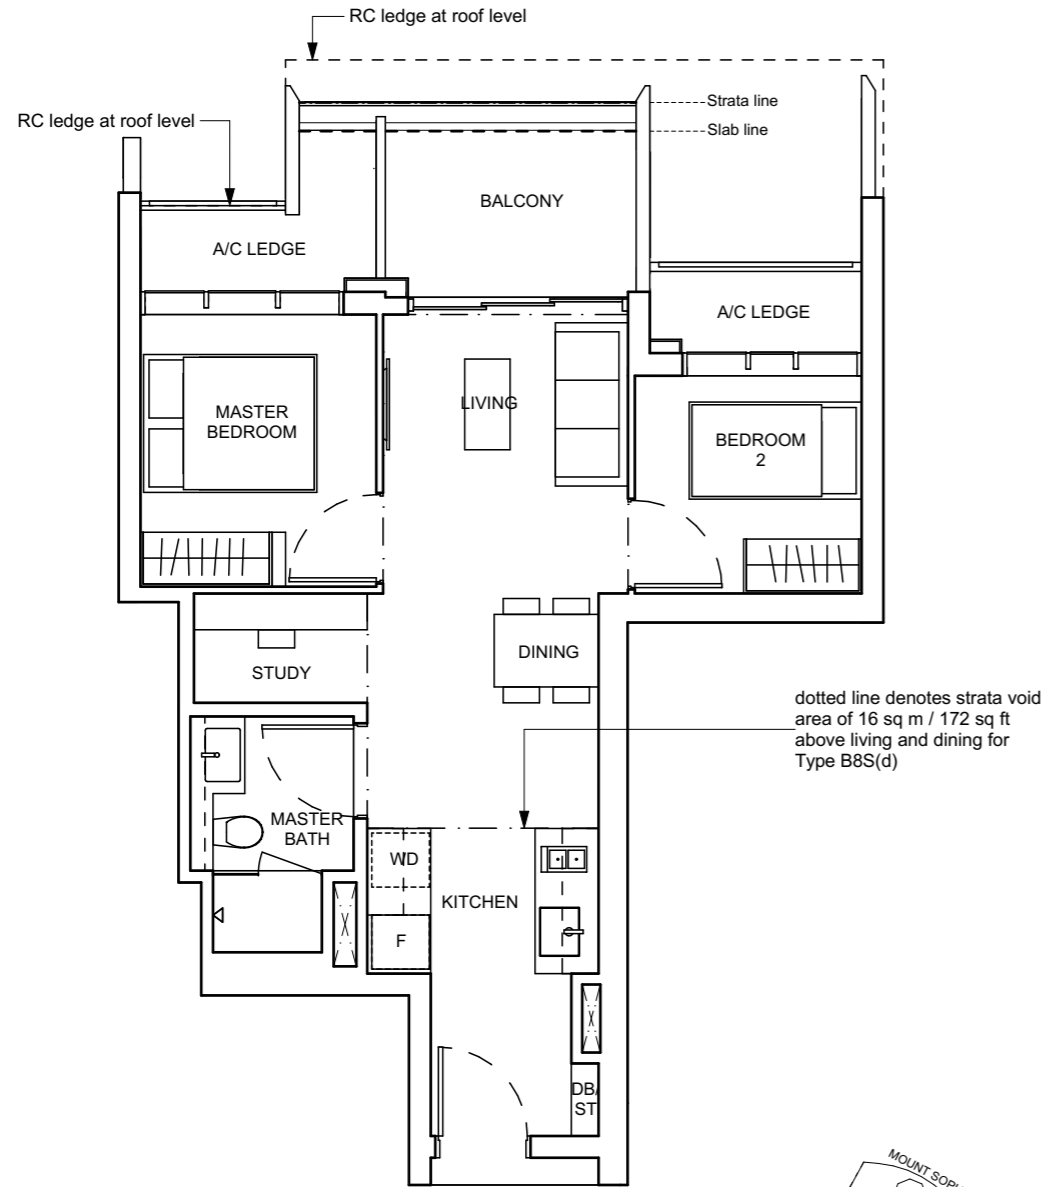 RC ledge at roof level
Strata line
RC ledge at roof level
Slab line
BALCONY
A/C LEDGE
A/C LEDGE
MASTER
BEDROOM
LIVING
BEDROOM
2
DINING
STUDY
dotted line denotes strata void
area of 16 sq m / 172 sq ft
above living and dining for
Type B8S(d)
MASTER
BATH
W/D
KITCHEN
F
DB/
ST
MOUNT